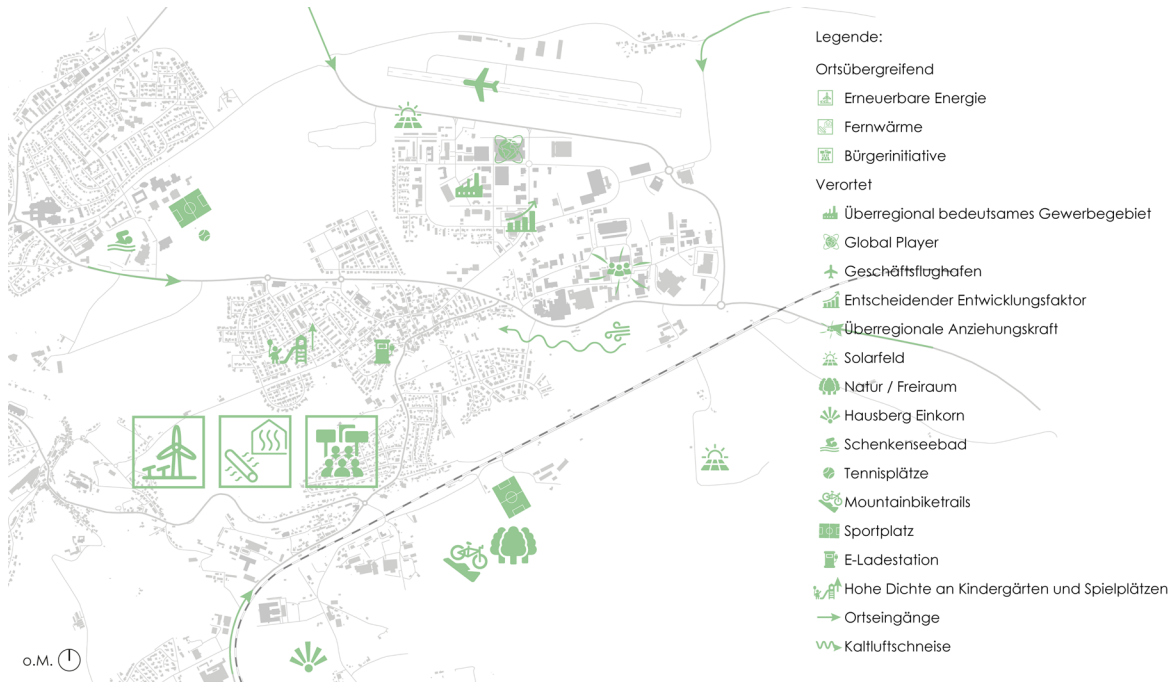 Legende:
Ortsübergreifend
Erneuerbare Energie
Fernwärme
Bürgerinitiative
Verortet
Überregional bedeutsames Gewerbegebiet
Global Player
Geschäftsflughafen
Entscheidender Entwicklungsfaktor
Überregionale Anziehungskraft
Solarfeld
Natur / Freiraum
Hausberg Einkorn
Schenkenseebad
Tennisplätze
Mountainbiketrails
Sportplatz
E-Ladestation
Hohe Dichte an Kindergärten und Spielplätzen
Ortseingänge
Kaltluftschneise
o.M.